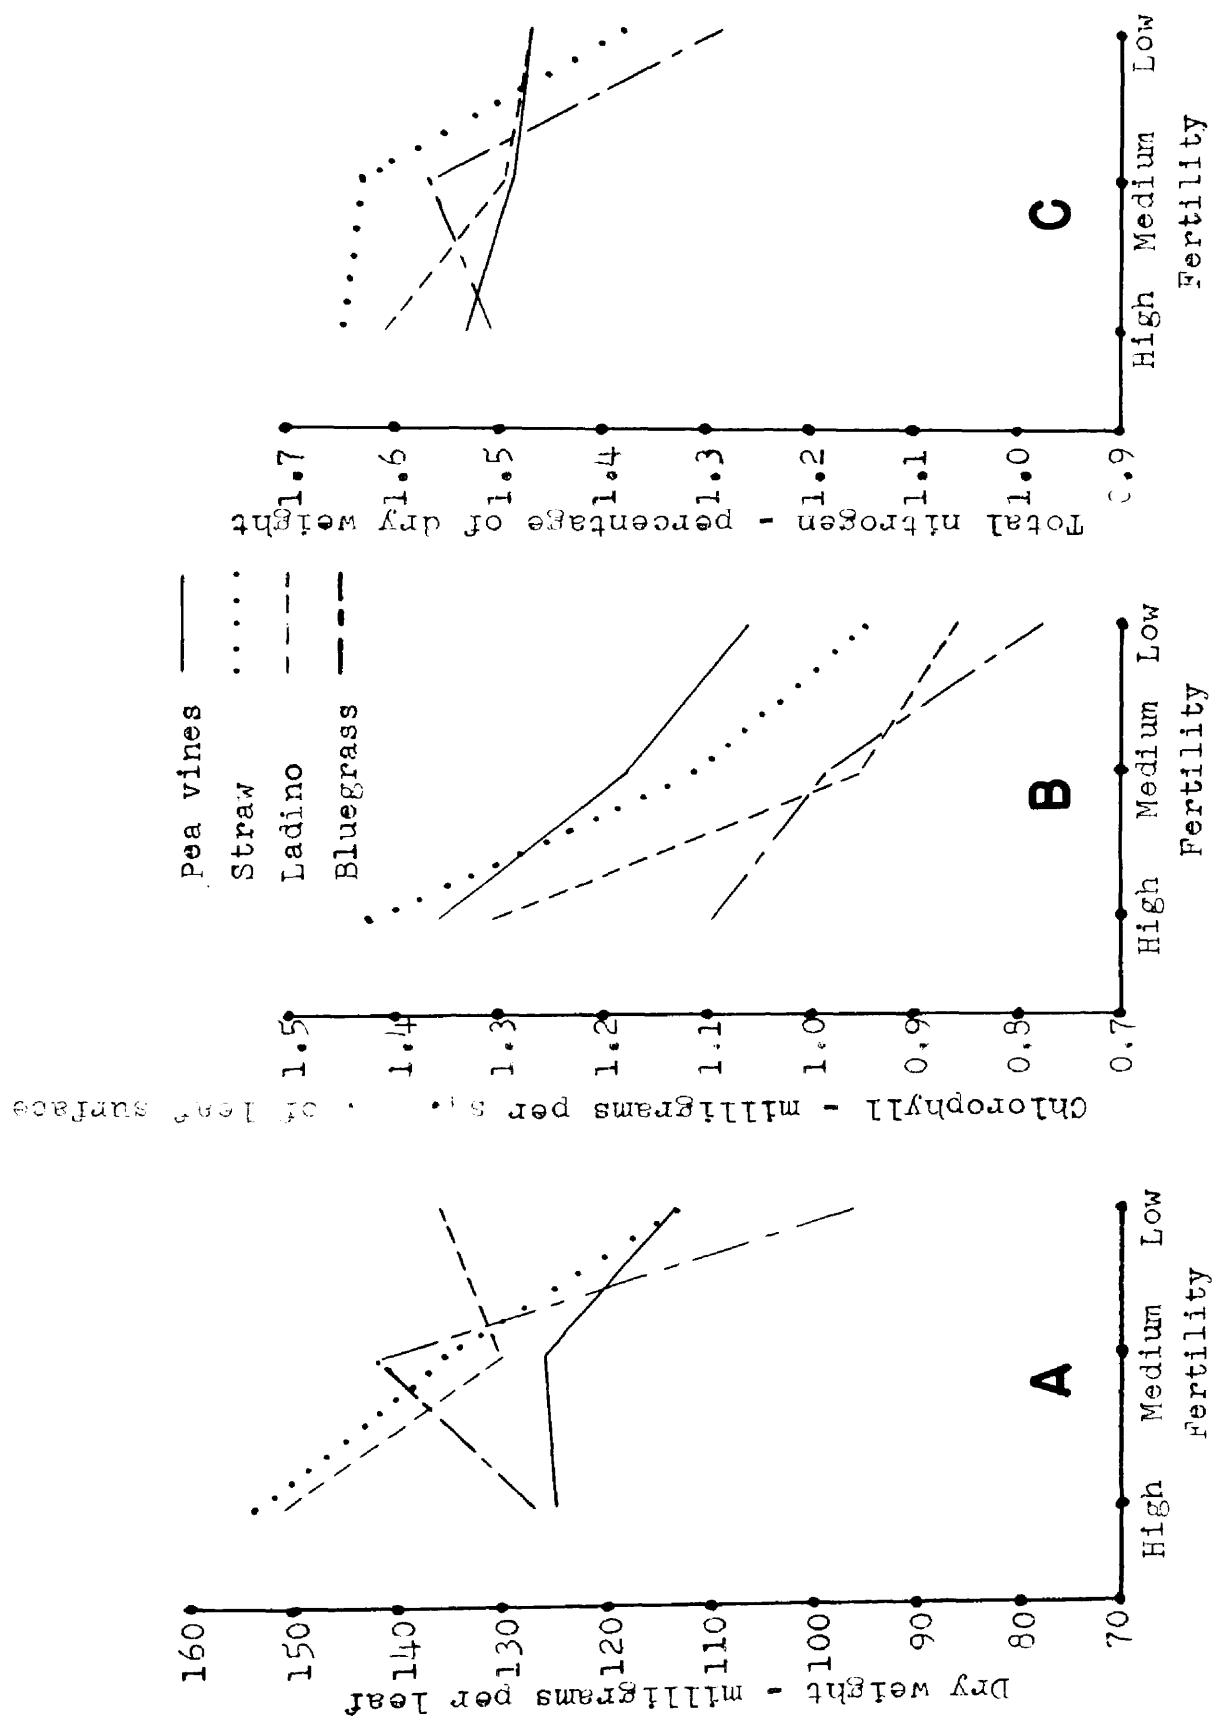 Pea vines
Straw
Ladino
Bluegrass
Dry weight - milligrams per leaf
160
150
140
130
120
110
100
90
80
70
High Medium Low
Fertility
A
Chlorophyll - milligrams per of leaf surface
1.5
1.4
1.3
1.2
1.1
1.0
0.9
0.8
0.7
High Medium Low
Fertility
B
Total nitrogen - percentage of dry weight
1.7
1.6
1.5
1.4
1.3
1.2
1.1
1.0
0.9
High Medium Low
Fertility
C